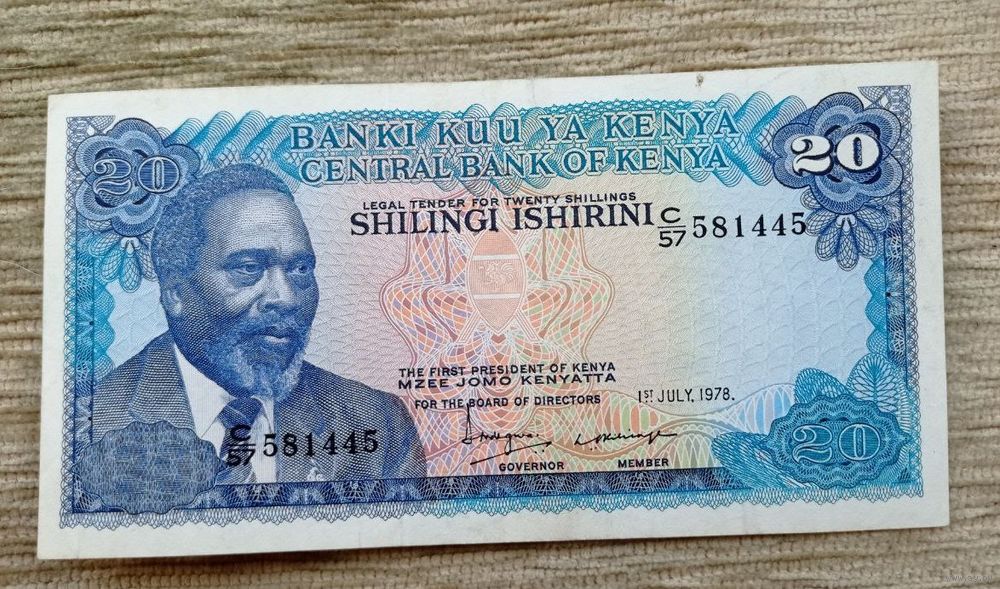 BANKI KUU YA KENYA
CENTRAL BANK OF KENYA
20
20
LEGAL TENDER FOR TWENTY SHILLINGS
SHILINGI ISHIRINI
C/57 581445
THE FIRST PRESIDENT OF KENYA
MZEE JOMO KENYATTA
FOR THE BOARD OF DIRECTORS
1ST JULY, 1978.
C/57 581445
GOVERNOR
MEMBER
20